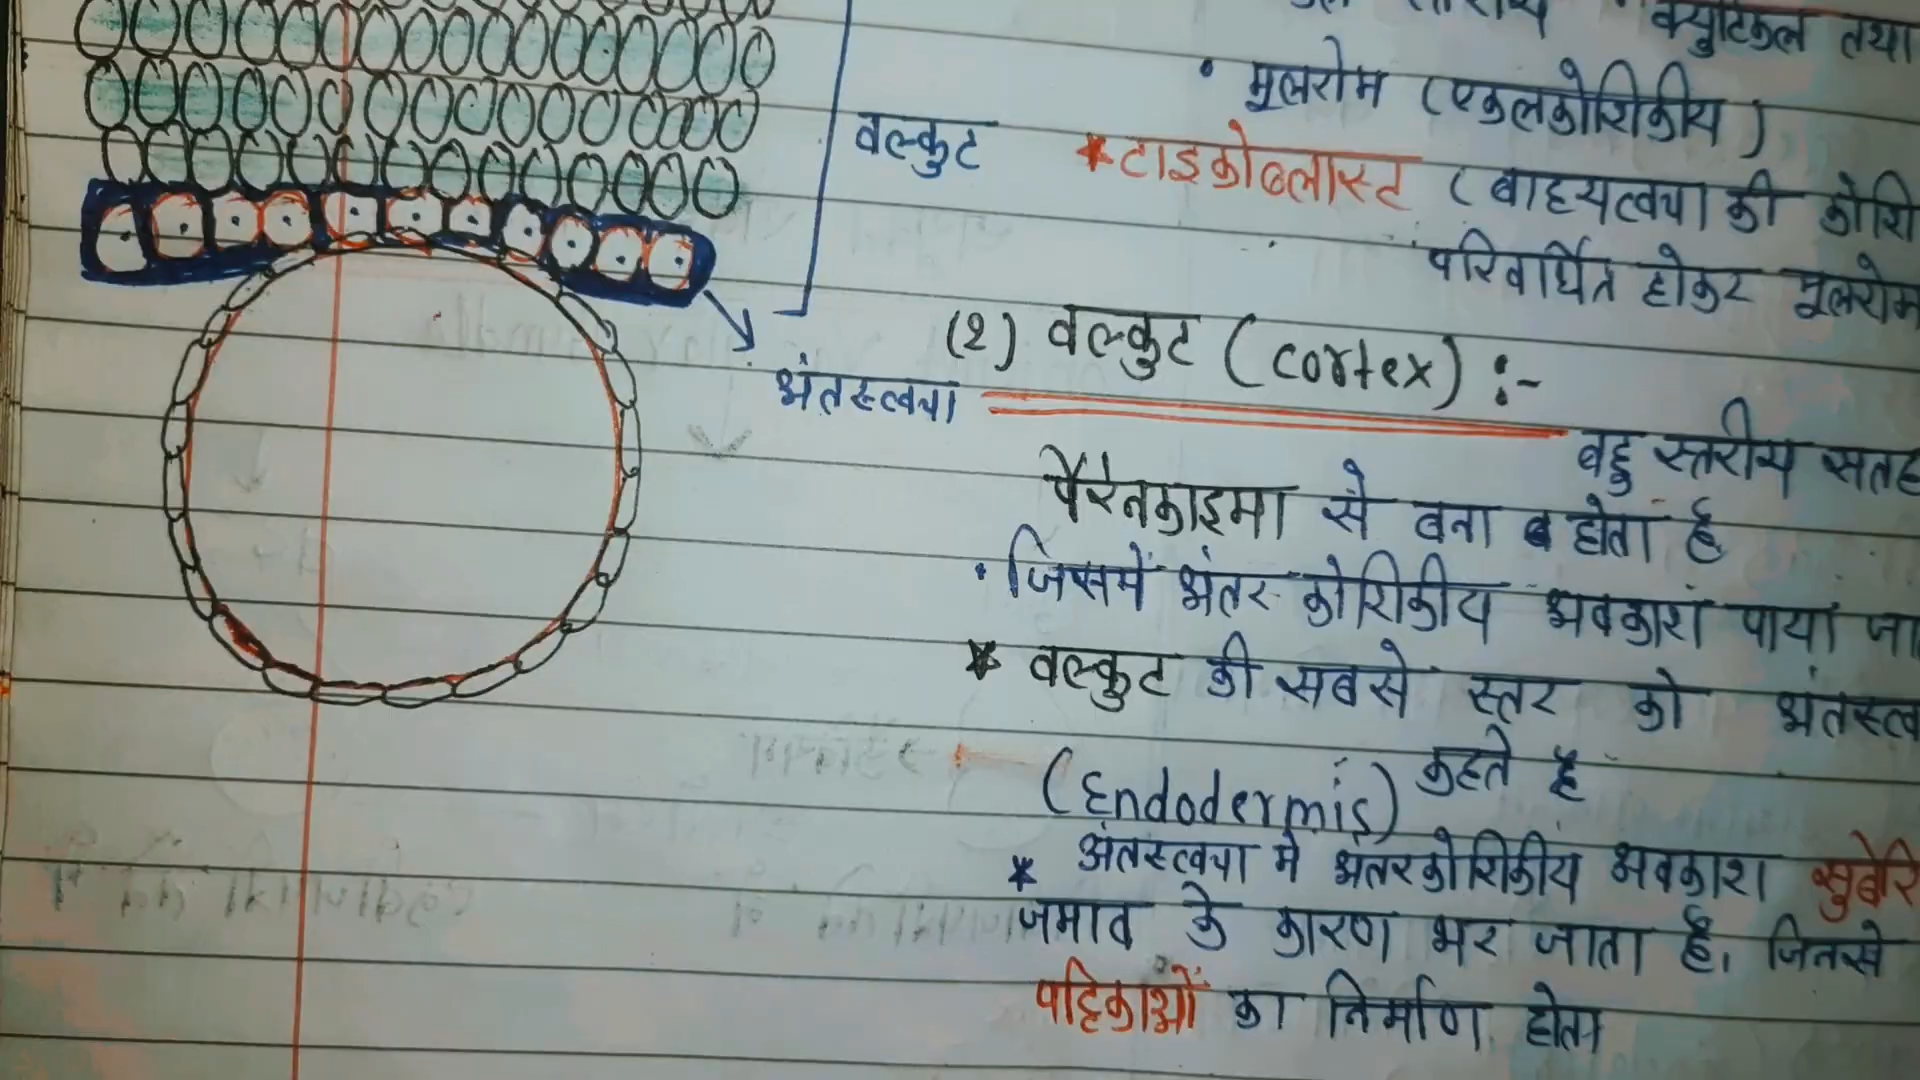 क्युटिकल तथा
• मूलरोम (एकलकोशिकीय)
वल्कुट
* टाइकोब्लास्ट (बाह्यत्वचा की कोशि
परिवर्धित होकर मूलरोम
(2) वल्कुट (Cortex) :-
अंतस्त्वचा
बहु स्तरीय सतह
पैरेनकाइमा से बना होता है
• जिसमें अंतर कोशिकीय अवकाश पाया जा
* वल्कुट की सबसे स्तर को अंतस्त्व
(Endodermis) कहते है
* अंतस्त्वचा मे अंतरकोशिकीय अवकाश सुबेरि
जमाव के कारण भर जाता है, जिनसे
पट्टिकाओं का निर्माण होता